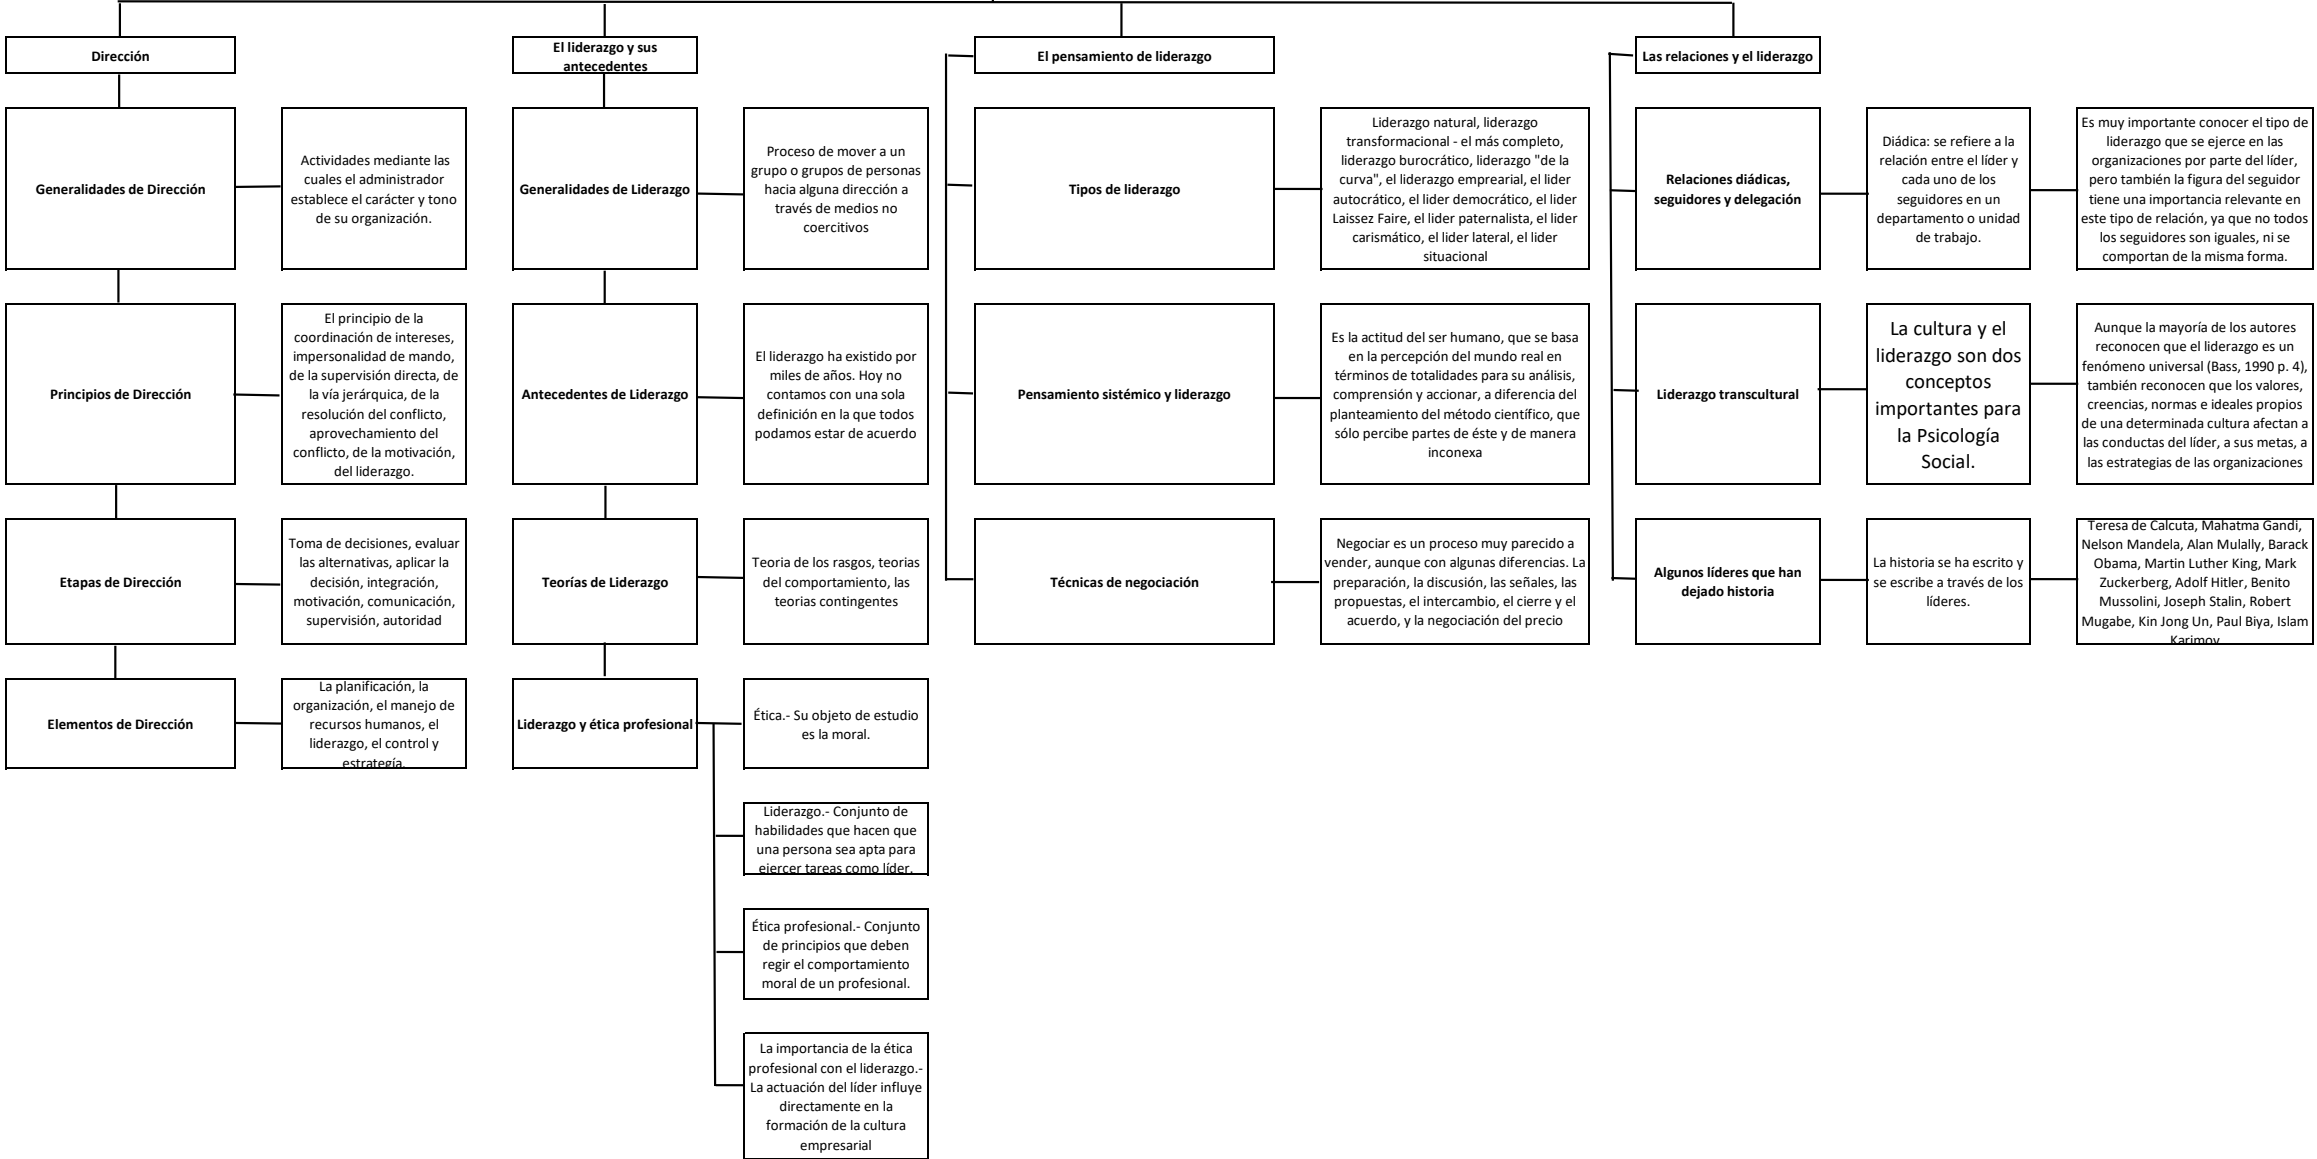 Dirección
Generalidades de Dirección
Actividades mediante las
cuales el administrador
establece el carácter y tono
de su organización.
Principios de Dirección
El principio de la
coordinación de intereses,
impersonalidad de mando,
de la supervisión directa, de
la vía jerárquica, de la
resolución del conflicto,
aprovechamiento del
conflicto, de la motivación,
del liderazgo.
Etapas de Dirección
Toma de decisiones, evaluar
las alternativas, aplicar la
decisión, integración,
motivación, comunicación,
supervisión, autoridad
Elementos de Dirección
La planificación, la
organización, el manejo de
recursos humanos, el
liderazgo, el control y
estrategía.
El liderazgo y sus
antecedentes
Generalidades de Liderazgo
Proceso de mover a un
grupo o grupos de personas
hacia alguna dirección a
través de medios no
coercitivos
Antecedentes de Liderazgo
El liderazgo ha existido por
miles de años. Hoy no
contamos con una sola
definición en la que todos
podamos estar de acuerdo
Teorías de Liderazgo
Teoria de los rasgos, teorias
del comportamiento, las
teorias contingentes
Liderazgo y ética profesional
Ética.- Su objeto de estudio
es la moral.
Liderazgo.- Conjunto de
habilidades que hacen que
una persona sea apta para
ejercer tareas como líder.
Ética profesional.- Conjunto
de principios que deben
regir el comportamiento
moral de un profesional.
La importancia de la ética
profesional con el liderazgo.-
La actuación del líder influye
directamente en la
formación de la cultura
empresarial
El pensamiento de liderazgo
Tipos de liderazgo
Liderazgo natural, liderazgo
transformacional - el más completo,
liderazgo burocrático, liderazgo "de la
curva", el liderazgo emprearial, el lider
autocrático, el lider democrático, el lider
Laissez Faire, el lider paternalista, el lider
carismático, el lider lateral, el lider
situacional
Pensamiento sistémico y liderazgo
Es la actitud del ser humano, que se basa
en la percepción del mundo real en
términos de totalidades para su análisis,
comprensión y accionar, a diferencia del
planteamiento del método científico, que
sólo percibe partes de éste y de manera
inconexa
Técnicas de negociación
Negociar es un proceso muy parecido a
vender, aunque con algunas diferencias. La
preparación, la discusión, las señales, las
propuestas, el intercambio, el cierre y el
acuerdo, y la negociación del precio
Las relaciones y el liderazgo
Relaciones diádicas,
seguidores y delegación
Diádica: se refiere a la
relación entre el líder y
cada uno de los
seguidores en un
departamento o unidad
de trabajo.
Es muy importante conocer el tipo de
liderazgo que se ejerce en las
organizaciones por parte del líder,
pero también la figura del seguidor
tiene una importancia relevante en
este tipo de relación, ya que no todos
los seguidores son iguales, ni se
comportan de la misma forma.
Liderazgo transcultural
La cultura y el
liderazgo son dos
conceptos
importantes para
la Psicología
Social.
Aunque la mayoría de los autores
reconocen que el liderazgo es un
fenómeno universal (Bass, 1990 p. 4),
también reconocen que los valores,
creencias, normas e ideales propios
de una determinada cultura afectan a
las conductas del líder, a sus metas, a
las estrategias de las organizaciones
Algunos líderes que han
dejado historia
La historia se ha escrito y
se escribe a través de los
líderes.
Teresa de Calcuta, Mahatma Gandi,
Nelson Mandela, Alan Mulally, Barack
Obama, Martin Luther King, Mark
Zuckerberg, Adolf Hitler, Benito
Mussolini, Joseph Stalin, Robert
Mugabe, Kin Jong Un, Paul Biya, Islam
Karimov